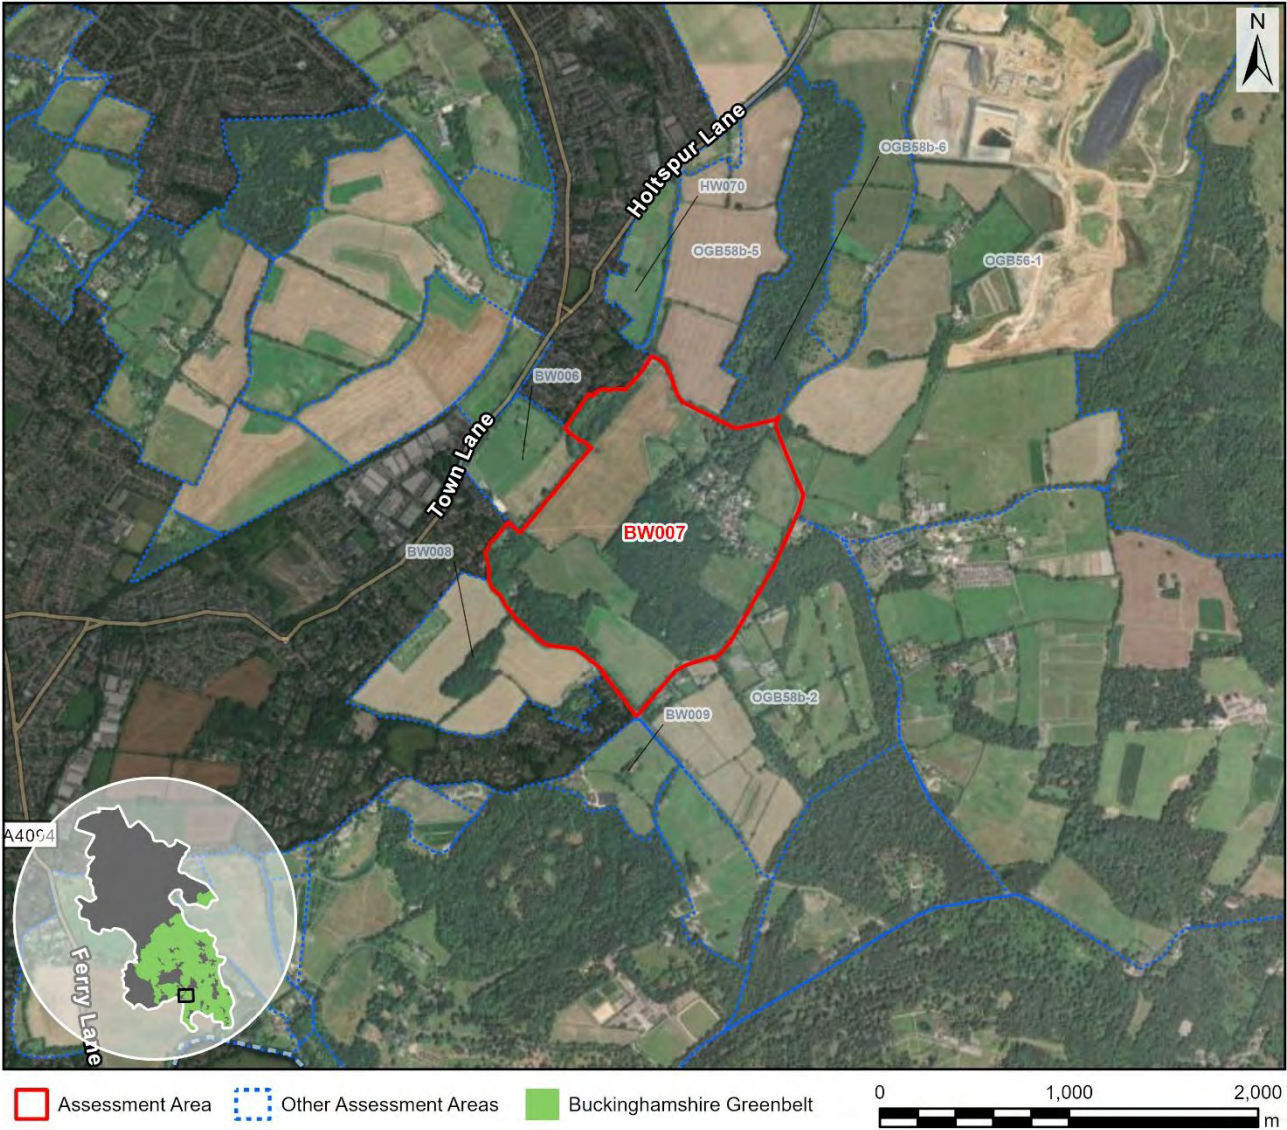 N
Holtspur Lane
OGB58b-6
HW070
OGB58b-5
OGB56-1
BW006
Town Lane
BW007
BW008
OGB58b-2
BW009
A4094
Ferry Lane
Assessment Area
Other Assessment Areas
Buckinghamshire Greenbelt
0 1,000 2,000
m